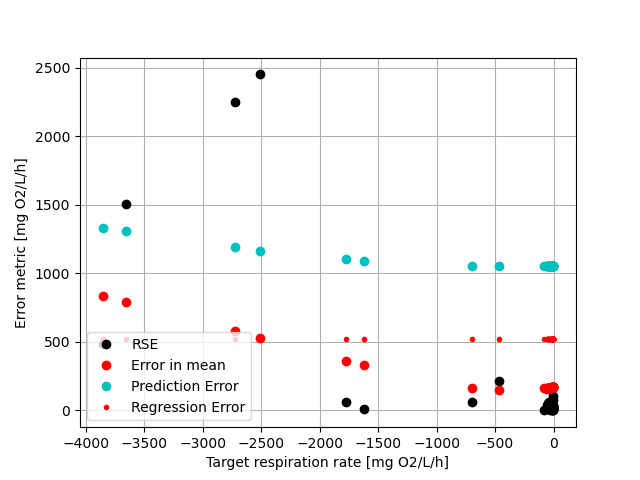 2500
2000
1500
1000
500
0
Error metric [mg O2/L/h]
RSE
Error in mean
Prediction Error
Regression Error
−4000 −3500 −3000 −2500 −2000 −1500 −1000 −500 0
Target respiration rate [mg O2/L/h]